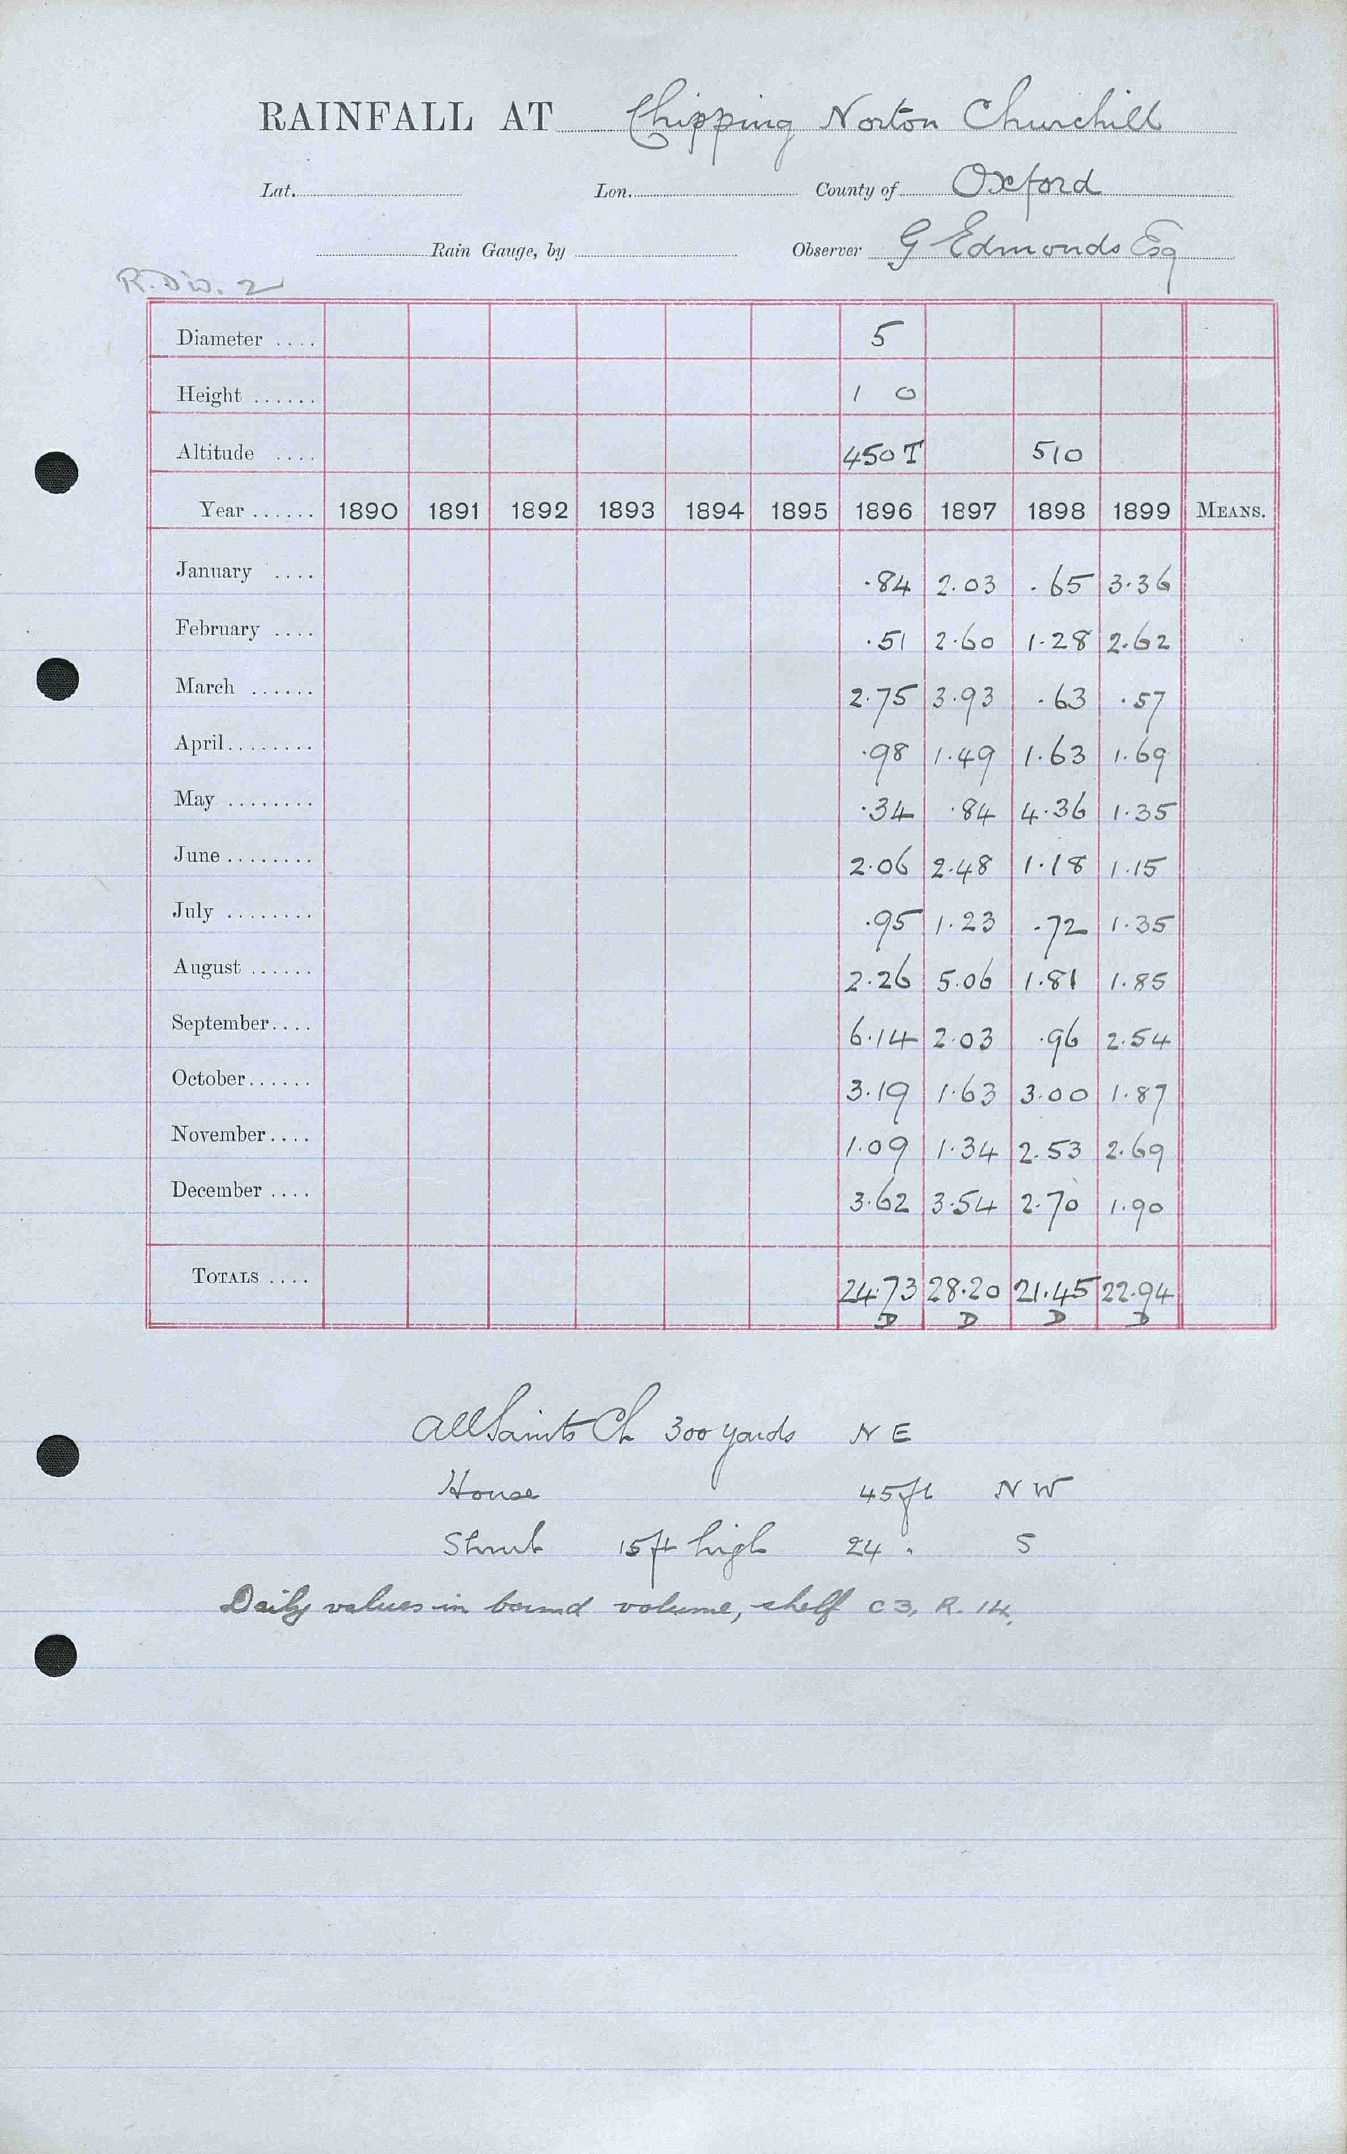 RAINFALL AT Chipping Norton Churchill
Lat. Lon. County of Oxford
Rain Gauge, by Observer G Edmonds Esq
R. Div. 2
Diameter .... 5
Height ...... 1 0
Altitude .... 450 T 510
Year ...... 1890 1891 1892 1893 1894 1895 1896 1897 1898 1899 MEANS.
January .... .84 2.03 .65 3.36
February .... .51 2.60 1.28 2.62
March ...... 2.75 3.93 .63 .57
April........ .98 1.49 1.63 1.69
May ........ .34 .84 4.36 1.35
June ........ 2.06 2.48 1.18 1.15
July ........ .95 1.23 .72 1.35
August ...... 2.26 5.06 1.81 1.85
September.... 6.14 2.03 .96 2.54
October...... 3.19 1.63 3.00 1.87
November.... 1.09 1.34 2.53 2.69
December .... 3.62 3.54 2.70 1.90
TOTALS .... 24.73 28.20 21.45 22.94
D D D D
All Saints Ch 300 yards N E
House 45 ft N W
Shrub 15 ft high 24 " S
Daily values in bound volume, shelf C3, R. 14.